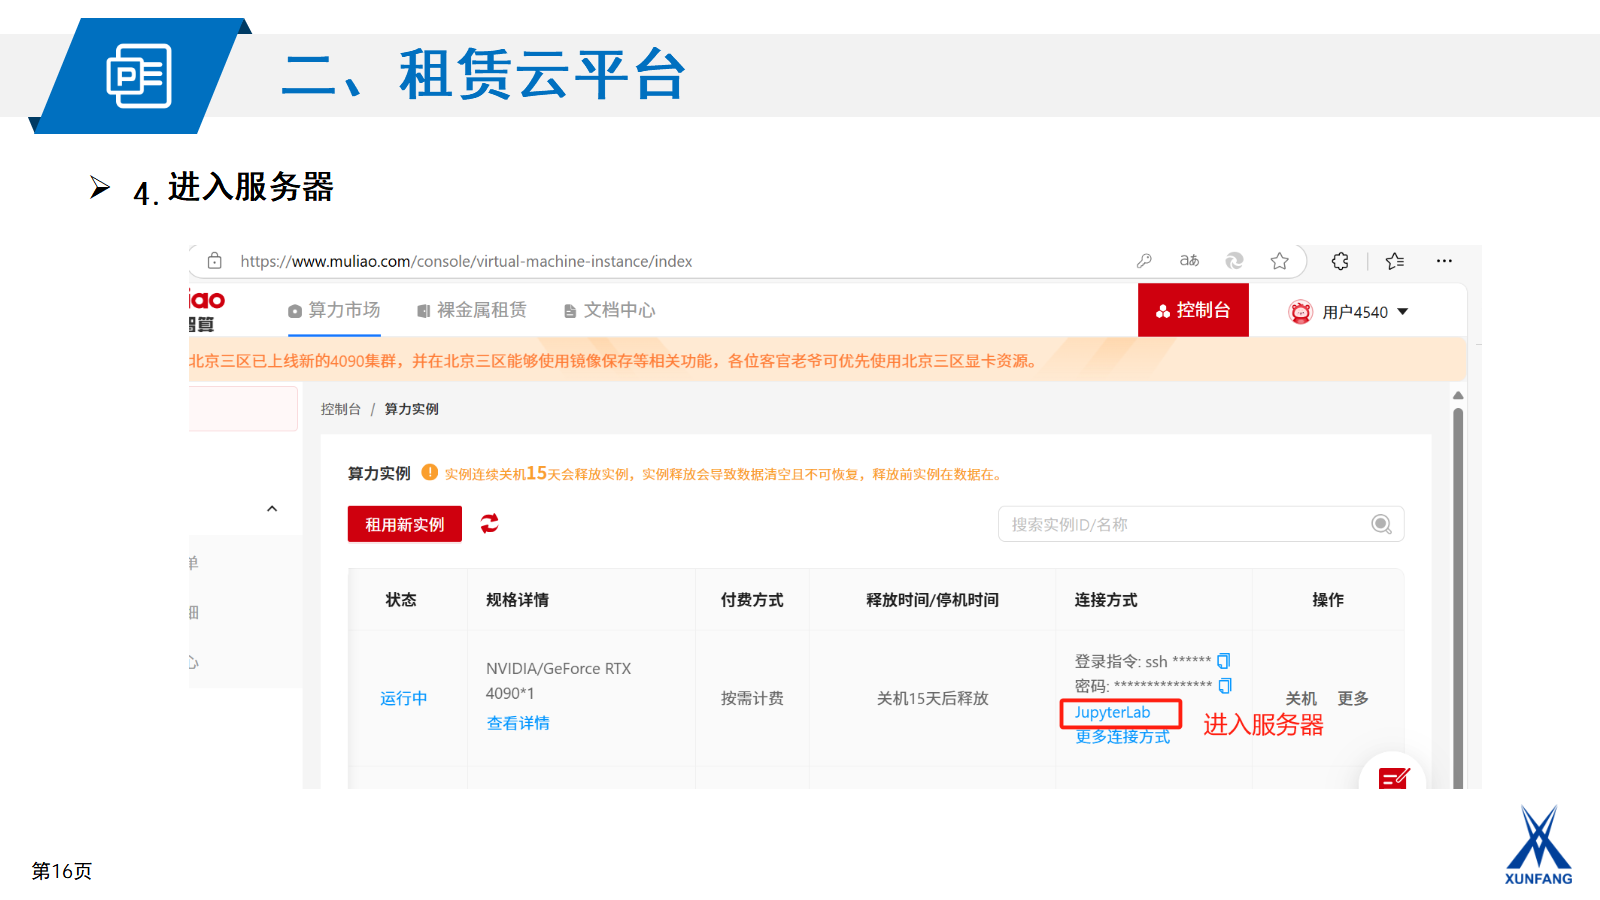 二、租赁云平台
4. 进入服务器
https://www.muliao.com/console/virtual-machine-instance/index
iao
智算
算力市场
裸金属租赁
文档中心
控制台
用户4540
北京三区已上线新的4090集群，并在北京三区能够使用镜像保存等相关功能，各位客官老爷可优先使用北京三区显卡资源。
控制台 / 算力实例
算力实例 实例连续关机15天会释放实例，实例释放会导致数据清空且不可恢复，释放前实例在数据在。
租用新实例
搜索实例ID/名称
单
细
心
状态 规格详情 付费方式 释放时间/停机时间 连接方式 操作
运行中
NVIDIA/GeForce RTX
4090*1
查看详情
按需计费
关机15天后释放
登录指令: ssh ******
密码: ***************
JupyterLab
更多连接方式
关机 更多
进入服务器
第16页
XUNFANG